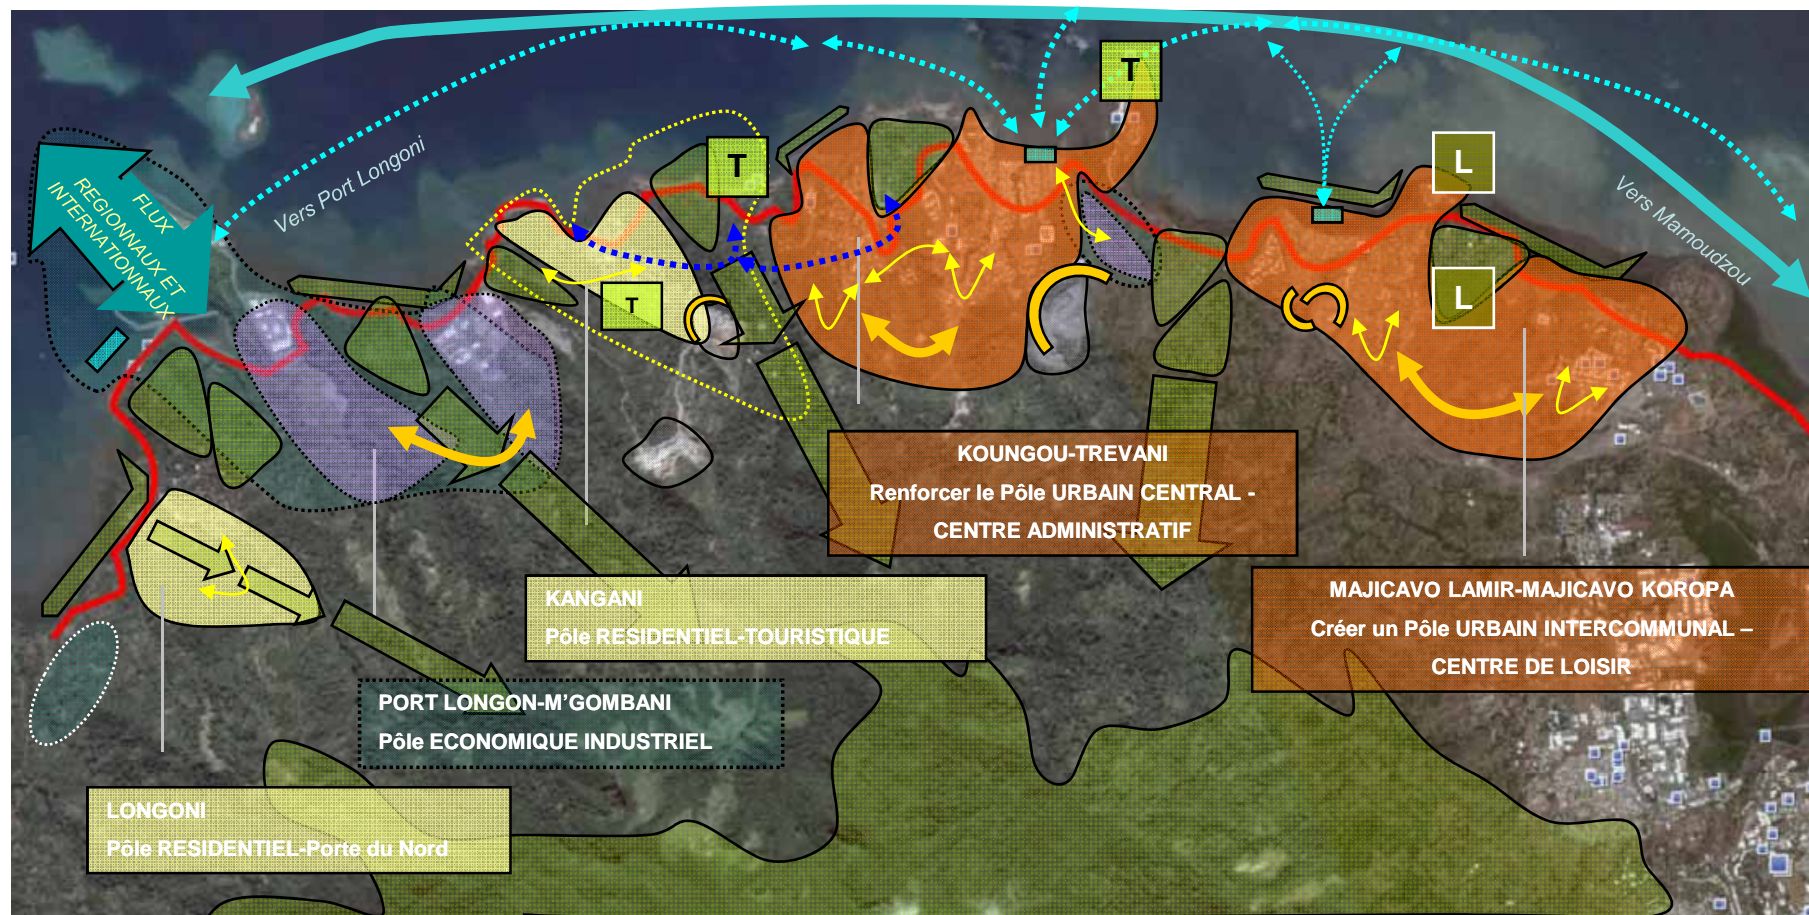 T
Vers Port Longoni
FLUX
REGIONNAUX ET
INTERNATIONNAUX
T
L
Vers Mamoudzou
T
L
KOUNGOU-TREVANI
Renforcer le Pôle URBAIN CENTRAL -
CENTRE ADMINISTRATIF
KANGANI
Pôle RESIDENTIEL-TOURISTIQUE
MAJICAVO LAMIR-MAJICAVO KOROPA
Créer un Pôle URBAIN INTERCOMMUNAL –
CENTRE DE LOISIR
PORT LONGON-M'GOMBANI
Pôle ECONOMIQUE INDUSTRIEL
LONGONI
Pôle RESIDENTIEL-Porte du Nord